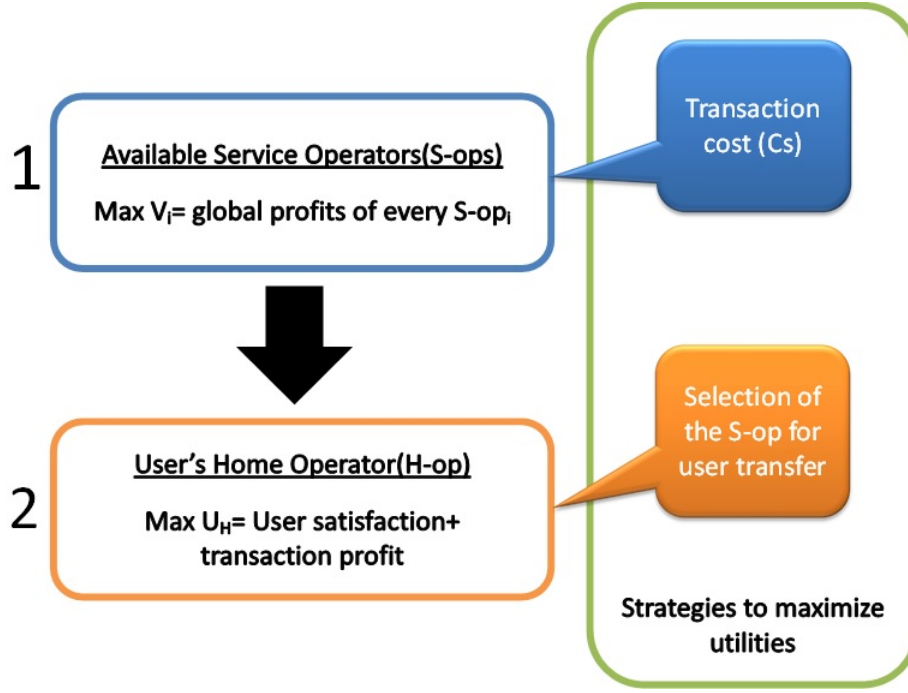 1
Available Service Operators(S-ops)
Max Vᵢ= global profits of every S-opᵢ
Transaction
cost (Cs)
2
User’s Home Operator(H-op)
Max U_H= User satisfaction+
transaction profit
Selection of
the S-op for
user transfer
Strategies to maximize
utilities